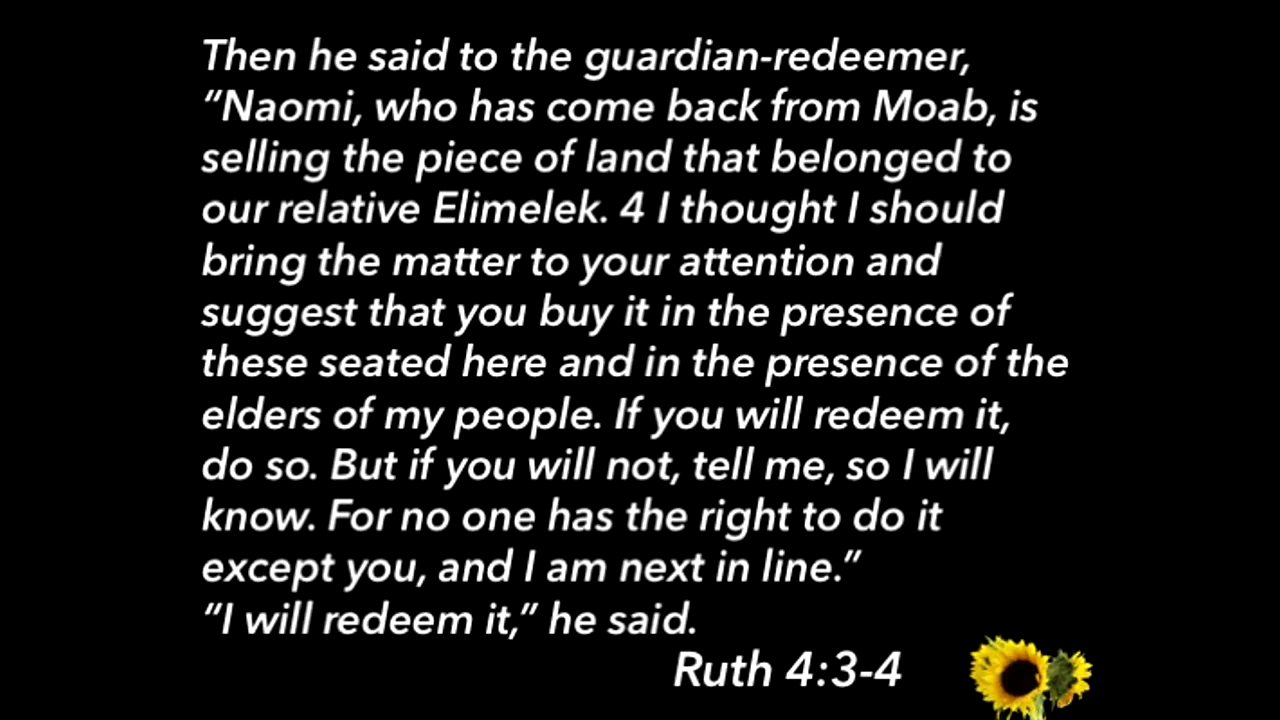 Then he said to the guardian-redeemer,
“Naomi, who has come back from Moab, is
selling the piece of land that belonged to
our relative Elimelek. 4 I thought I should
bring the matter to your attention and
suggest that you buy it in the presence of
these seated here and in the presence of the
elders of my people. If you will redeem it,
do so. But if you will not, tell me, so I will
know. For no one has the right to do it
except you, and I am next in line.”
“I will redeem it,” he said.
Ruth 4:3-4